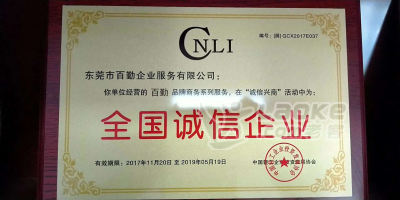 CNLI
编号：[网] GCX2017E037
东莞市百勤企业服务有限公司：
你单位经营的 百勤 品牌商务系列服务，在“诚信兴商”活动中为：
全国诚信企业
有效期限：2017年11月20日 至 2019年05月19日